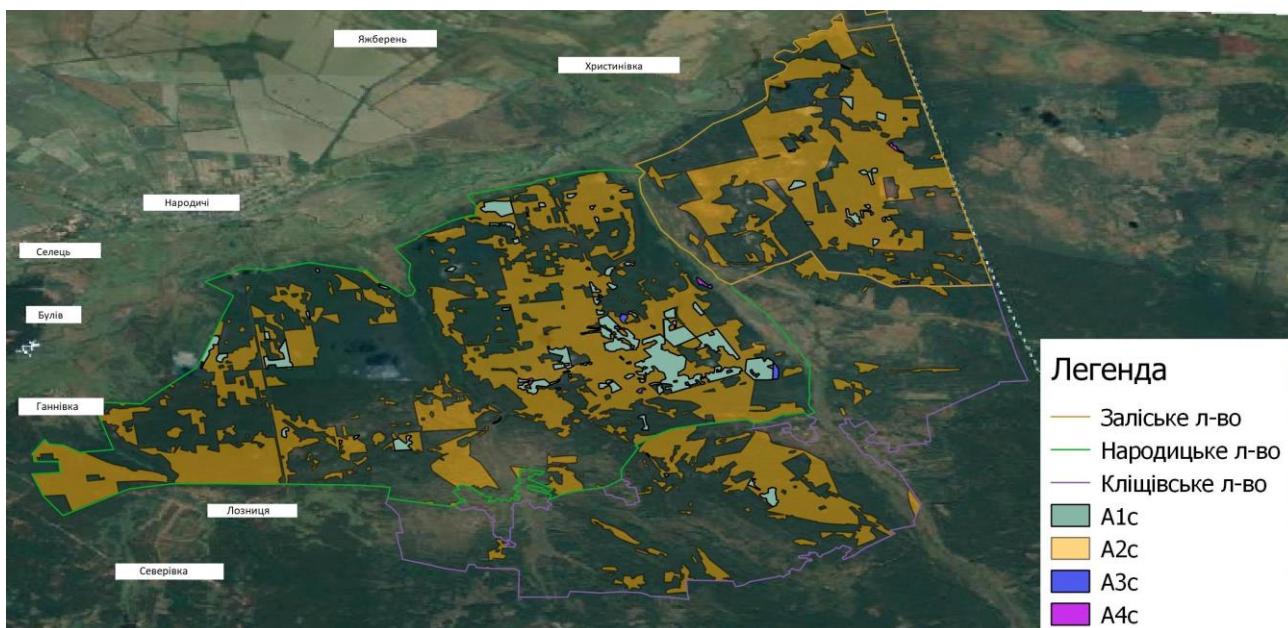 Яжберень
Христинівка
Народичі
Селець
Булів
Ганнівка
Лозниця
Северівка
Легенда
Заліське л-во
Народицьке л-во
Кліщівське л-во
А1с
А2с
А3с
А4с